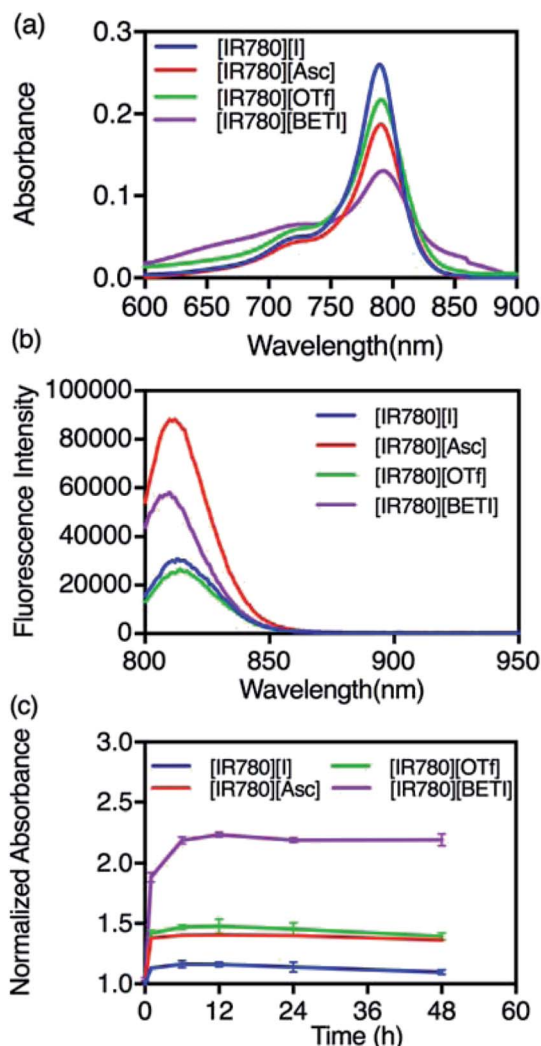 (a)
0.3
0.2
0.1
0.0
Absorbance
[IR780][I]
[IR780][Asc]
[IR780][OTf]
[IR780][BETI]
600 650 700 750 800 850 900
Wavelength(nm)
(b)
100000
80000
60000
40000
20000
0
Fluorescence Intensity
[IR780][I]
[IR780][Asc]
[IR780][OTf]
[IR780][BETI]
800 850 900 950
Wavelength(nm)
(c)
3.0
2.5
2.0
1.5
1.0
Normalized Absorbance
[IR780][I] [IR780][OTf]
[IR780][Asc] [IR780][BETI]
0 12 24 36 48 60
Time (h)